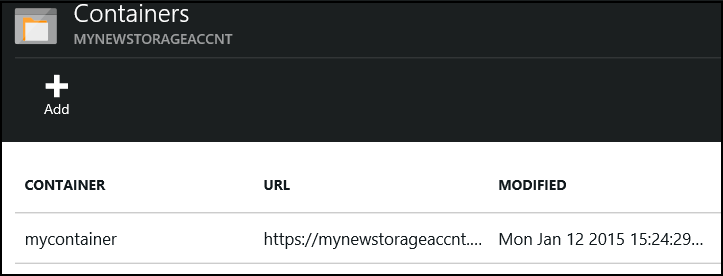 Containers
MYNEWSTORAGEACCNT
Add
CONTAINER URL MODIFIED
mycontainer https://mynewstorageaccnt.... Mon Jan 12 2015 15:24:29...